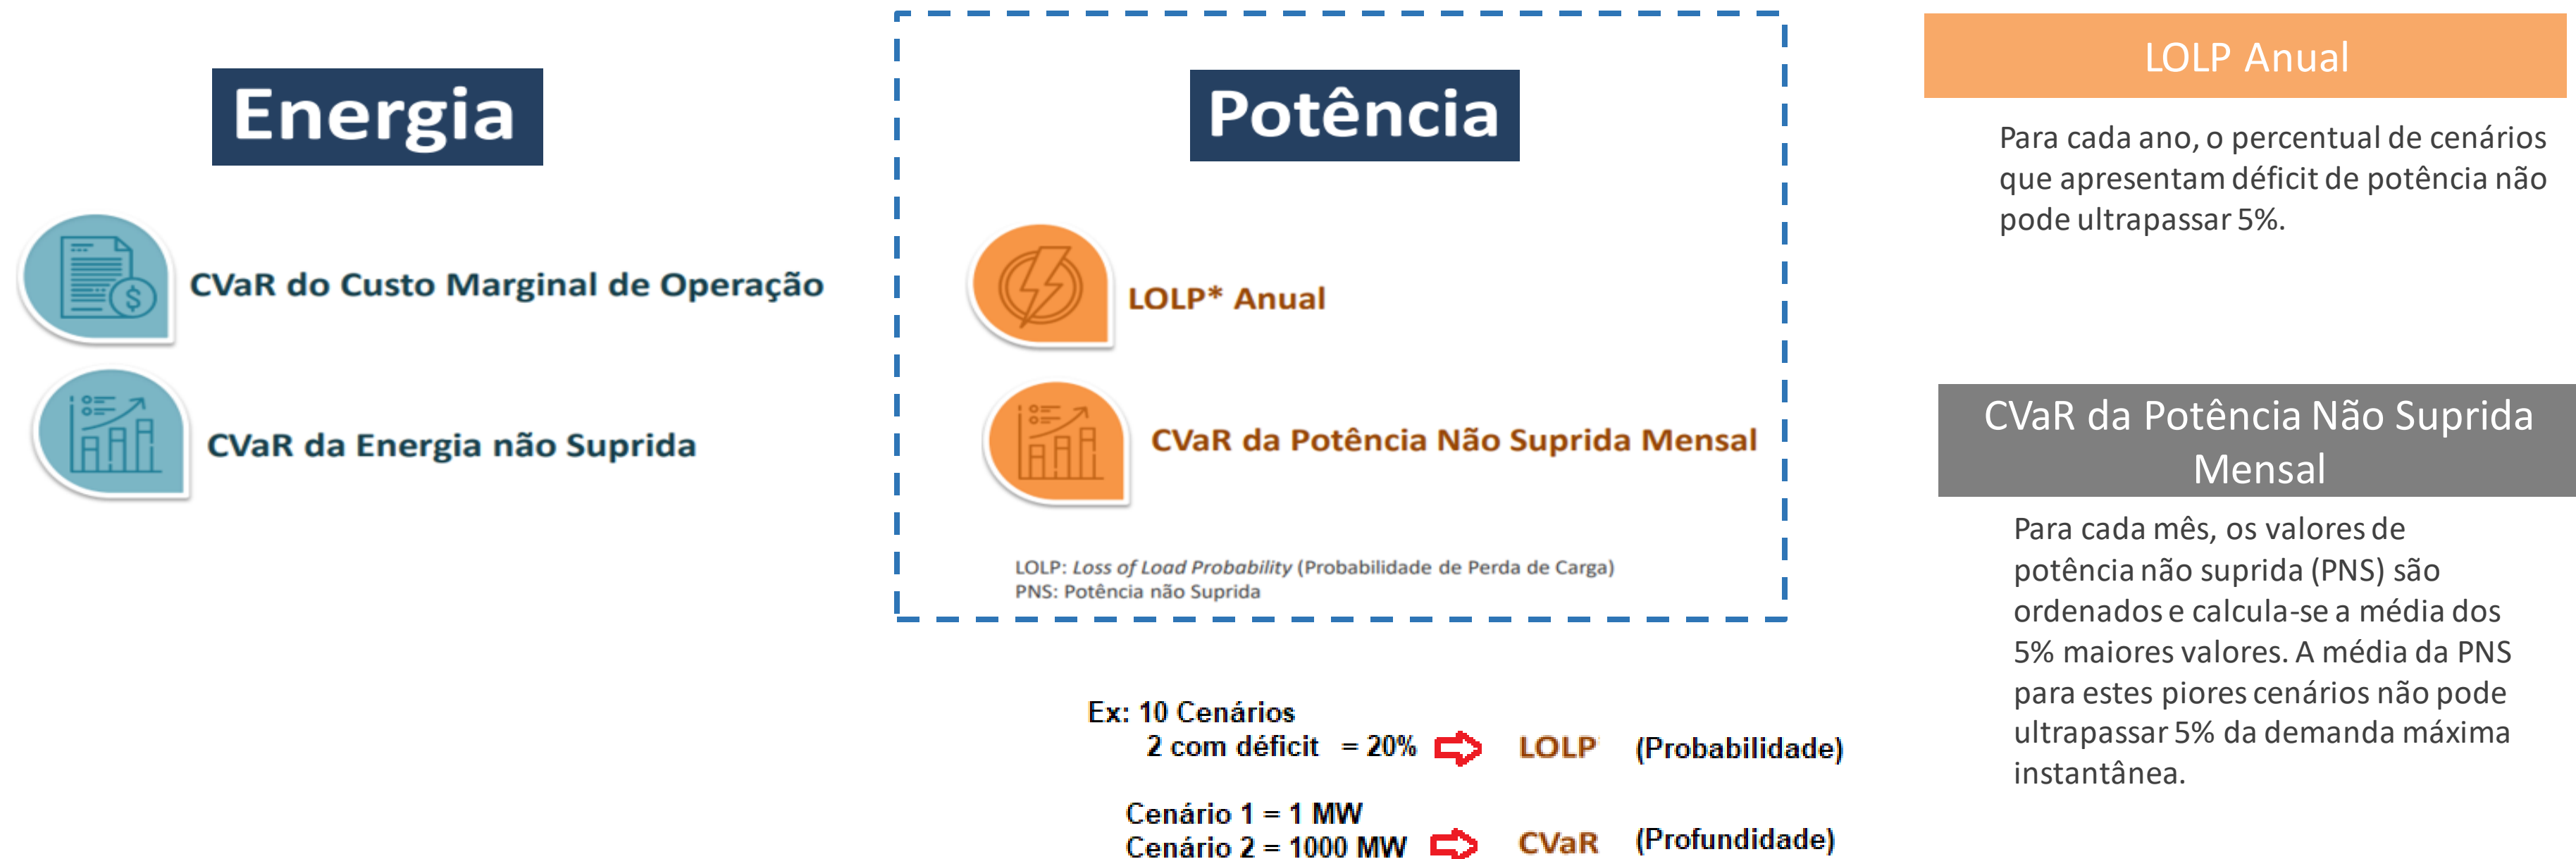 Energia
CVaR do Custo Marginal de Operação
CVaR da Energia não Suprida
Potência
LOLP* Anual
CVaR da Potência Não Suprida Mensal
LOLP: Loss of Load Probability (Probabilidade de Perda de Carga)
PNS: Potência não Suprida
Ex: 10 Cenários
2 com déficit = 20% LOLP (Probabilidade)
Cenário 1 = 1 MW
Cenário 2 = 1000 MW CVaR (Profundidade)
LOLP Anual
Para cada ano, o percentual de cenários
que apresentam déficit de potência não
pode ultrapassar 5%.
CVaR da Potência Não Suprida
Mensal
Para cada mês, os valores de
potência não suprida (PNS) são
ordenados e calcula-se a média dos
5% maiores valores. A média da PNS
para estes piores cenários não pode
ultrapassar 5% da demanda máxima
instantânea.